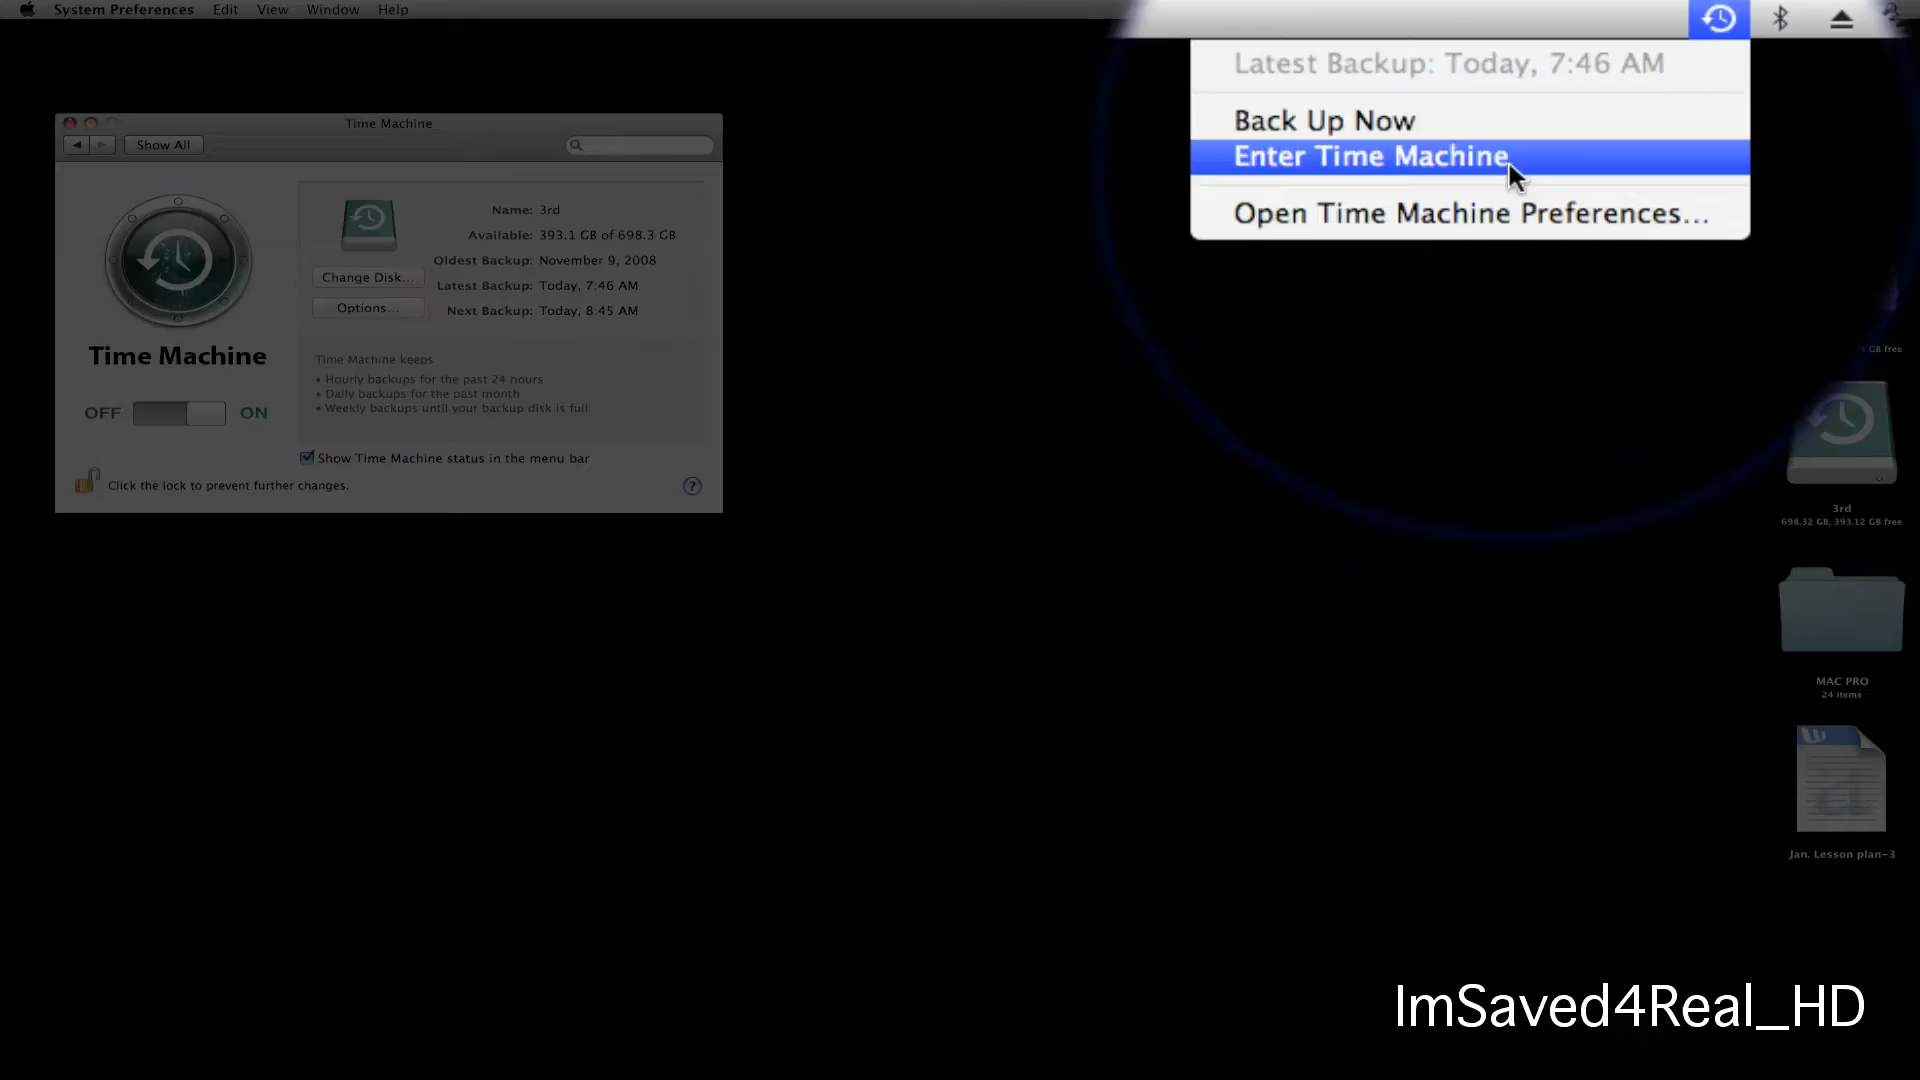 System Preferences Edit View Window Help
Latest Backup: Today, 7:46 AM
Back Up Now
Enter Time Machine
Open Time Machine Preferences...
Time Machine
Show All
Name: 3rd
Available: 393.1 GB of 698.3 GB
Oldest Backup: November 9, 2008
Change Disk...
Latest Backup: Today, 7:46 AM
Options...
Next Backup: Today, 8:45 AM
Time Machine
Time Machine keeps
• Hourly backups for the past 24 hours
• Daily backups for the past month
• Weekly backups until your backup disk is full
OFF ON
Show Time Machine status in the menu bar
Click the lock to prevent further changes.
?
GB free
3rd
698.32 GB, 393.12 GB free
MAC PRO
24 items
W
Jan. Lesson plan-3
ImSaved4Real_HD